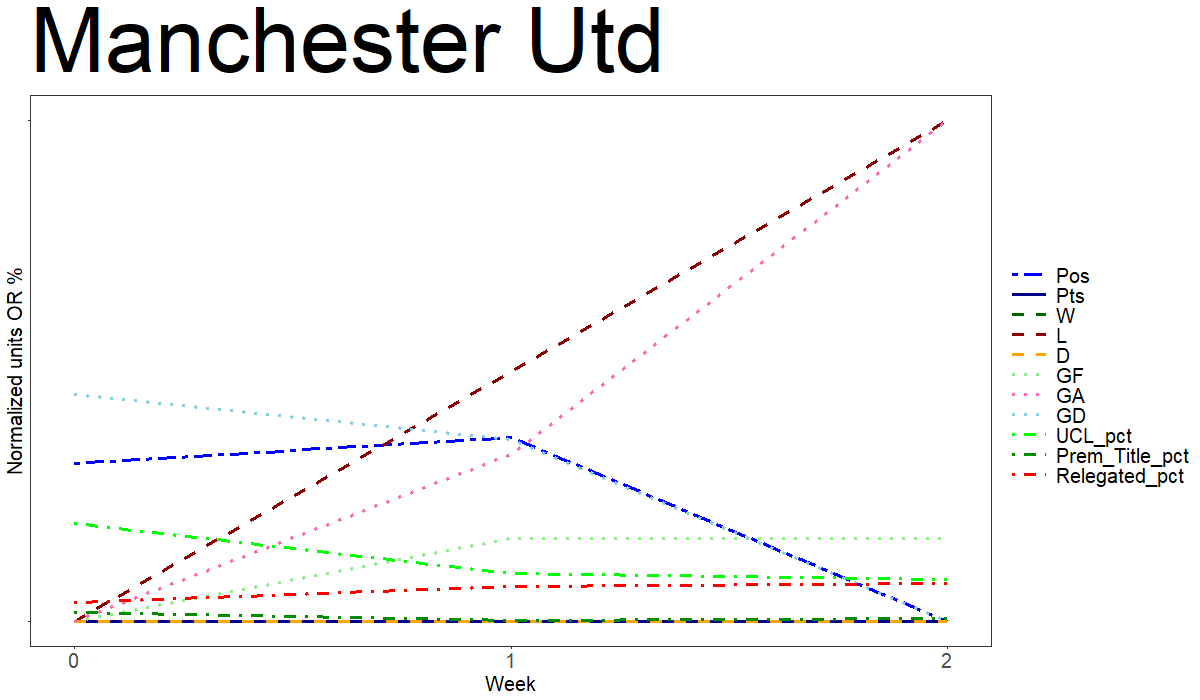 Manchester Utd
Normalized units OR %
0
1
2
Week
Pos
Pts
W
L
D
GF
GA
GD
UCL_pct
Prem_Title_pct
Relegated_pct